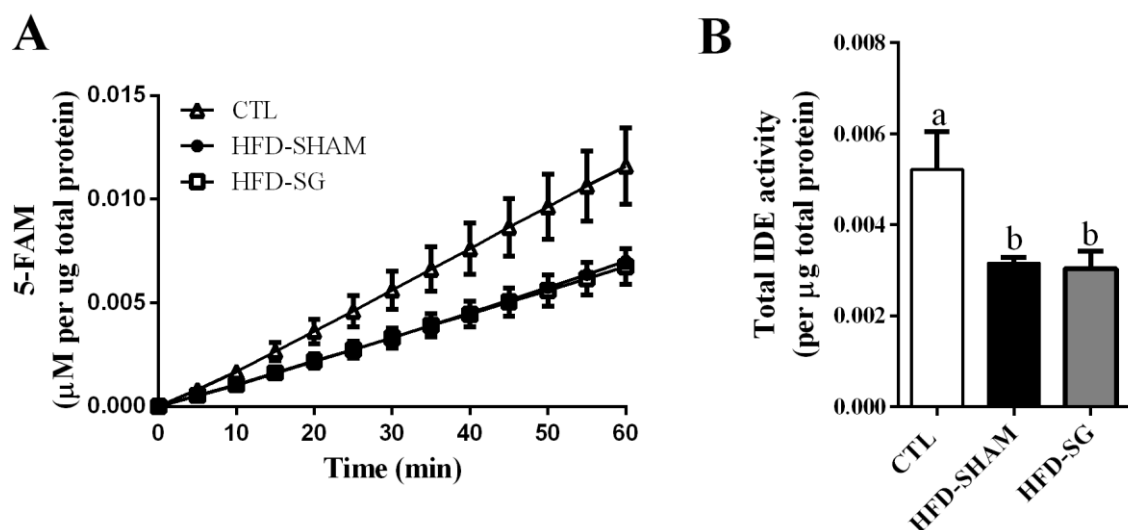 A
5-FAM
(μM per ug total protein)
0.015
0.010
0.005
0.000
CTL
HFD-SHAM
HFD-SG
0 10 20 30 40 50 60
Time (min)
B
Total IDE activity
(per μg total protein)
0.008
0.006
0.004
0.002
0.000
a
b
b
CTL
HFD-SHAM
HFD-SG